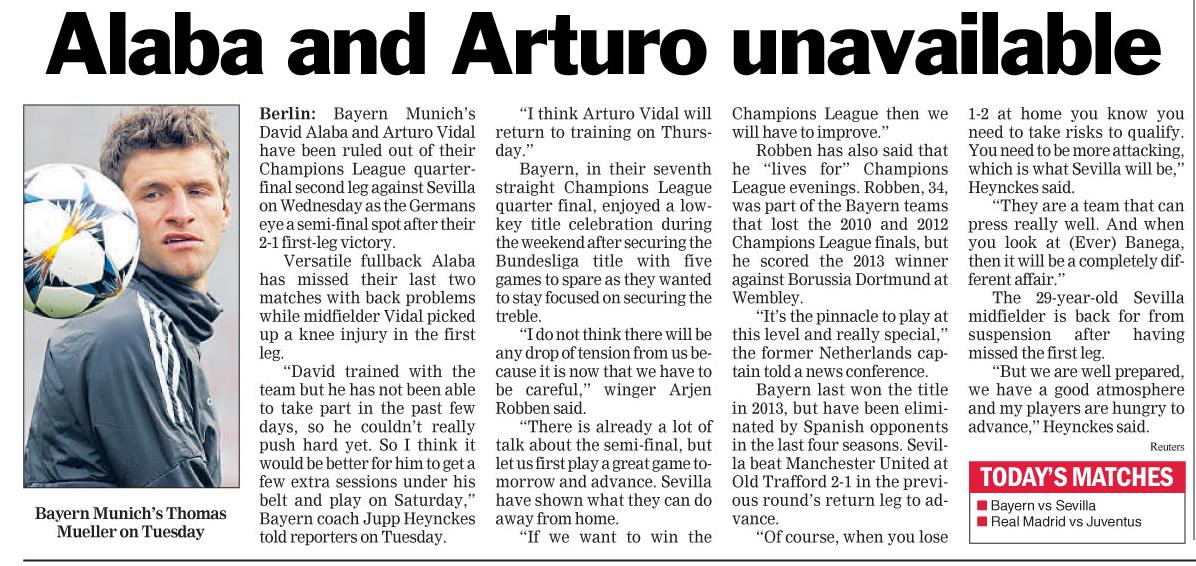 Alaba and Arturo unavailable
Bayern Munich's Thomas
Mueller on Tuesday
Berlin: Bayern Munich's
David Alaba and Arturo Vidal
have been ruled out of their
Champions League quarter-
final second leg against Sevilla
on Wednesday as the Germans
eye a semi-final spot after their
2-1 first-leg victory.
Versatile fullback Alaba
has missed their last two
matches with back problems
while midfielder Vidal picked
up a knee injury in the first
leg.
“David trained with the
team but he has not been able
to take part in the past few
days, so he couldn't really
push hard yet. So I think it
would be better for him to get a
few extra sessions under his
belt and play on Saturday,”
Bayern coach Jupp Heynckes
told reporters on Tuesday.
“I think Arturo Vidal will
return to training on Thurs-
day.”
Bayern, in their seventh
straight Champions League
quarter final, enjoyed a low-
key title celebration during
the weekend after securing the
Bundesliga title with five
games to spare as they wanted
to stay focused on securing the
treble.
“I do not think there will be
any drop of tension from us be-
cause it is now that we have to
be careful,” winger Arjen
Robben said.
“There is already a lot of
talk about the semi-final, but
let us first play a great game to-
morrow and advance. Sevilla
have shown what they can do
away from home.
“If we want to win the
Champions League then we
will have to improve.”
Robben has also said that
he “lives for” Champions
League evenings. Robben, 34,
was part of the Bayern teams
that lost the 2010 and 2012
Champions League finals, but
he scored the 2013 winner
against Borussia Dortmund at
Wembley.
“It's the pinnacle to play at
this level and really special,”
the former Netherlands cap-
tain told a news conference.
Bayern last won the title
in 2013, but have been elimi-
nated by Spanish opponents
in the last four seasons. Sevil-
la beat Manchester United at
Old Trafford 2-1 in the previ-
ous round's return leg to ad-
vance.
“Of course, when you lose
1-2 at home you know you
need to take risks to qualify.
You need to be more attacking,
which is what Sevilla will be,”
Heynckes said.
“They are a team that can
press really well. And when
you look at (Ever) Banega,
then it will be a completely dif-
ferent affair.”
The 29-year-old Sevilla
midfielder is back for from
suspension after having
missed the first leg.
“But we are well prepared,
we have a good atmosphere
and my players are hungry to
advance,” Heynckes said.
Reuters
TODAY'S MATCHES
Bayern vs Sevilla
Real Madrid vs Juventus